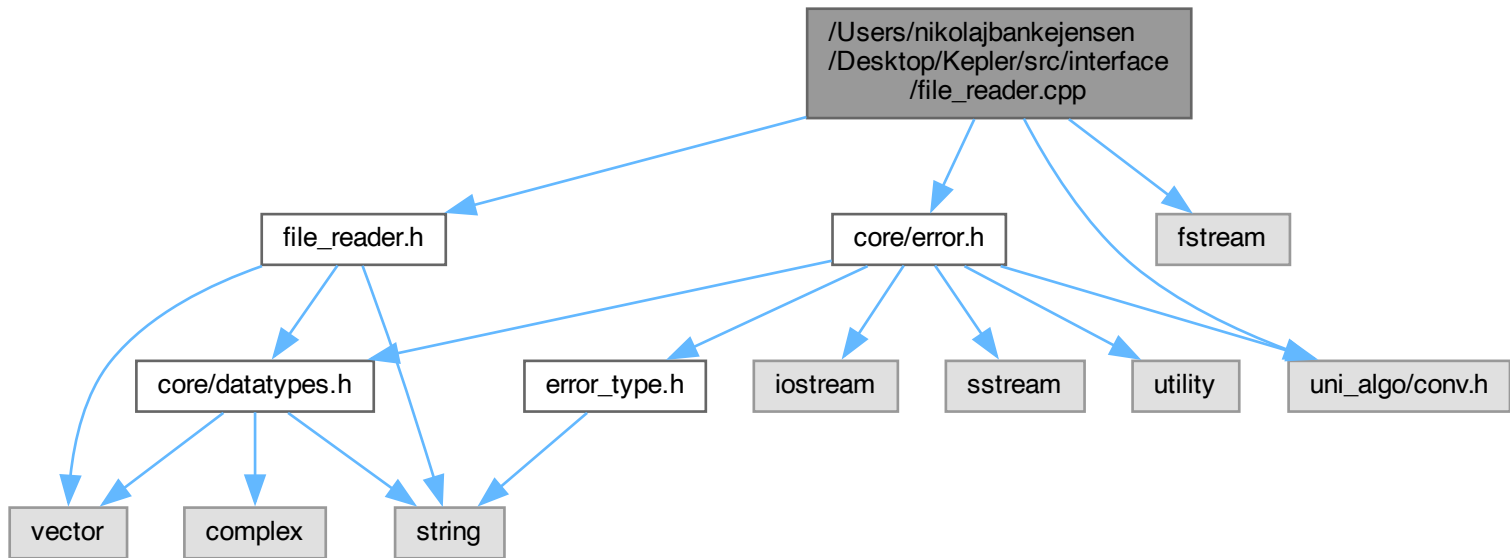 /Users/nikolajbankejensen
/Desktop/Kepler/src/interface
/file_reader.cpp
file_reader.h
core/error.h
fstream
core/datatypes.h
error_type.h
iostream
sstream
utility
uni_algo/conv.h
vector
complex
string